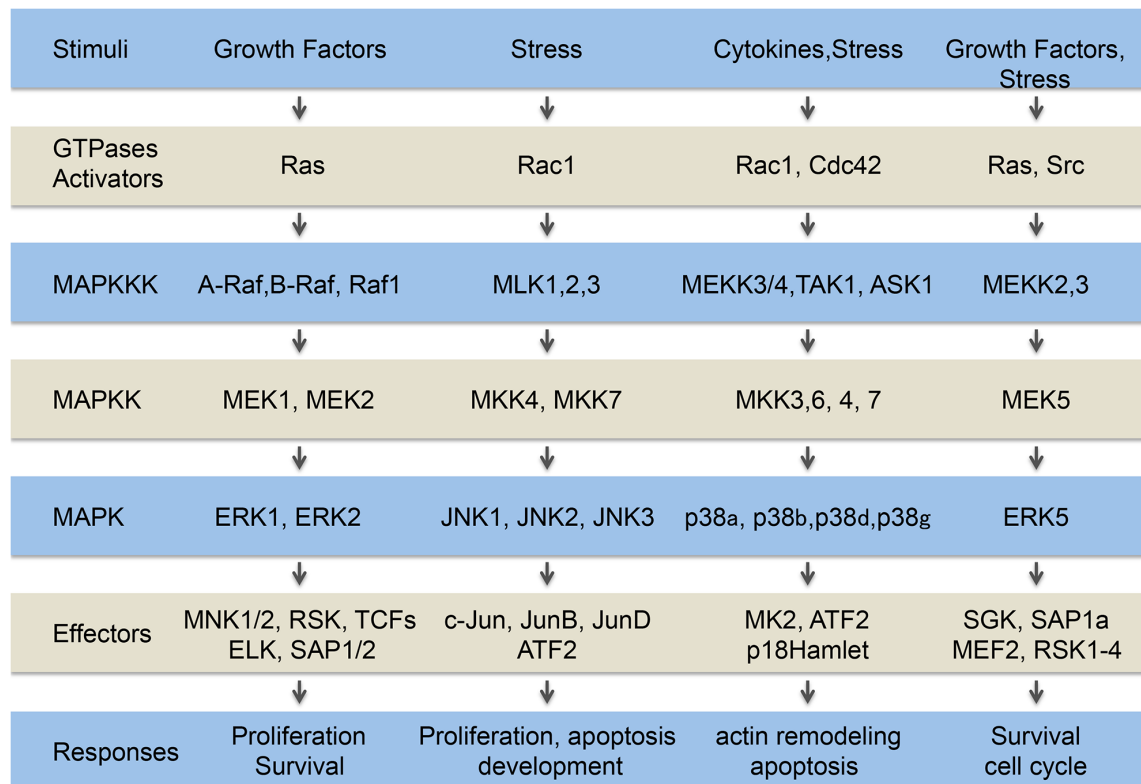 Stimuli Growth Factors Stress Cytokines,Stress Growth Factors,
Stress
GTPases
Activators Ras Rac1 Rac1, Cdc42 Ras, Src
MAPKKK A-Raf,B-Raf, Raf1 MLK1,2,3 MEKK3/4,TAK1, ASK1 MEKK2,3
MAPKK MEK1, MEK2 MKK4, MKK7 MKK3,6, 4, 7 MEK5
MAPK ERK1, ERK2 JNK1, JNK2, JNK3 p38a, p38b,p38d,p38g ERK5
Effectors MNK1/2, RSK, TCFs c-Jun, JunB, JunD MK2, ATF2 SGK, SAP1a
ELK, SAP1/2 ATF2 p18Hamlet MEF2, RSK1-4
Responses Proliferation Proliferation, apoptosis actin remodeling Survival
Survival development apoptosis cell cycle